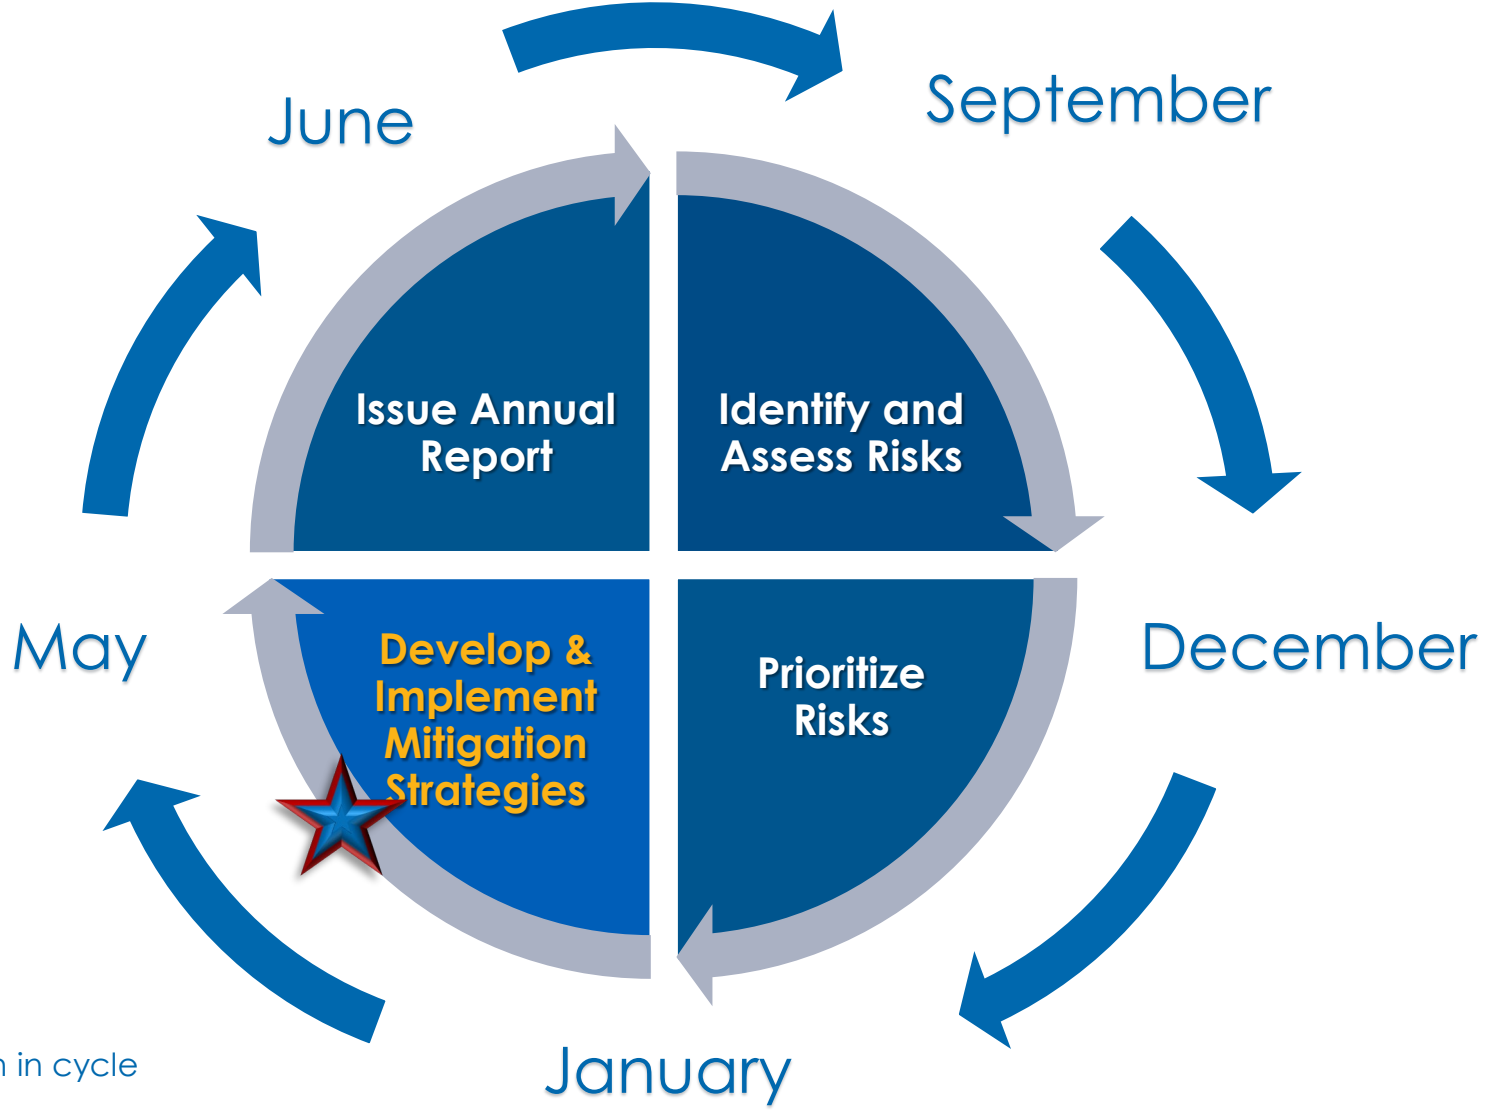 June
September
Issue Annual
Report
Identify and
Assess Risks
May
Develop &
Implement
Mitigation
Strategies
Prioritize
Risks
December
in cycle
January